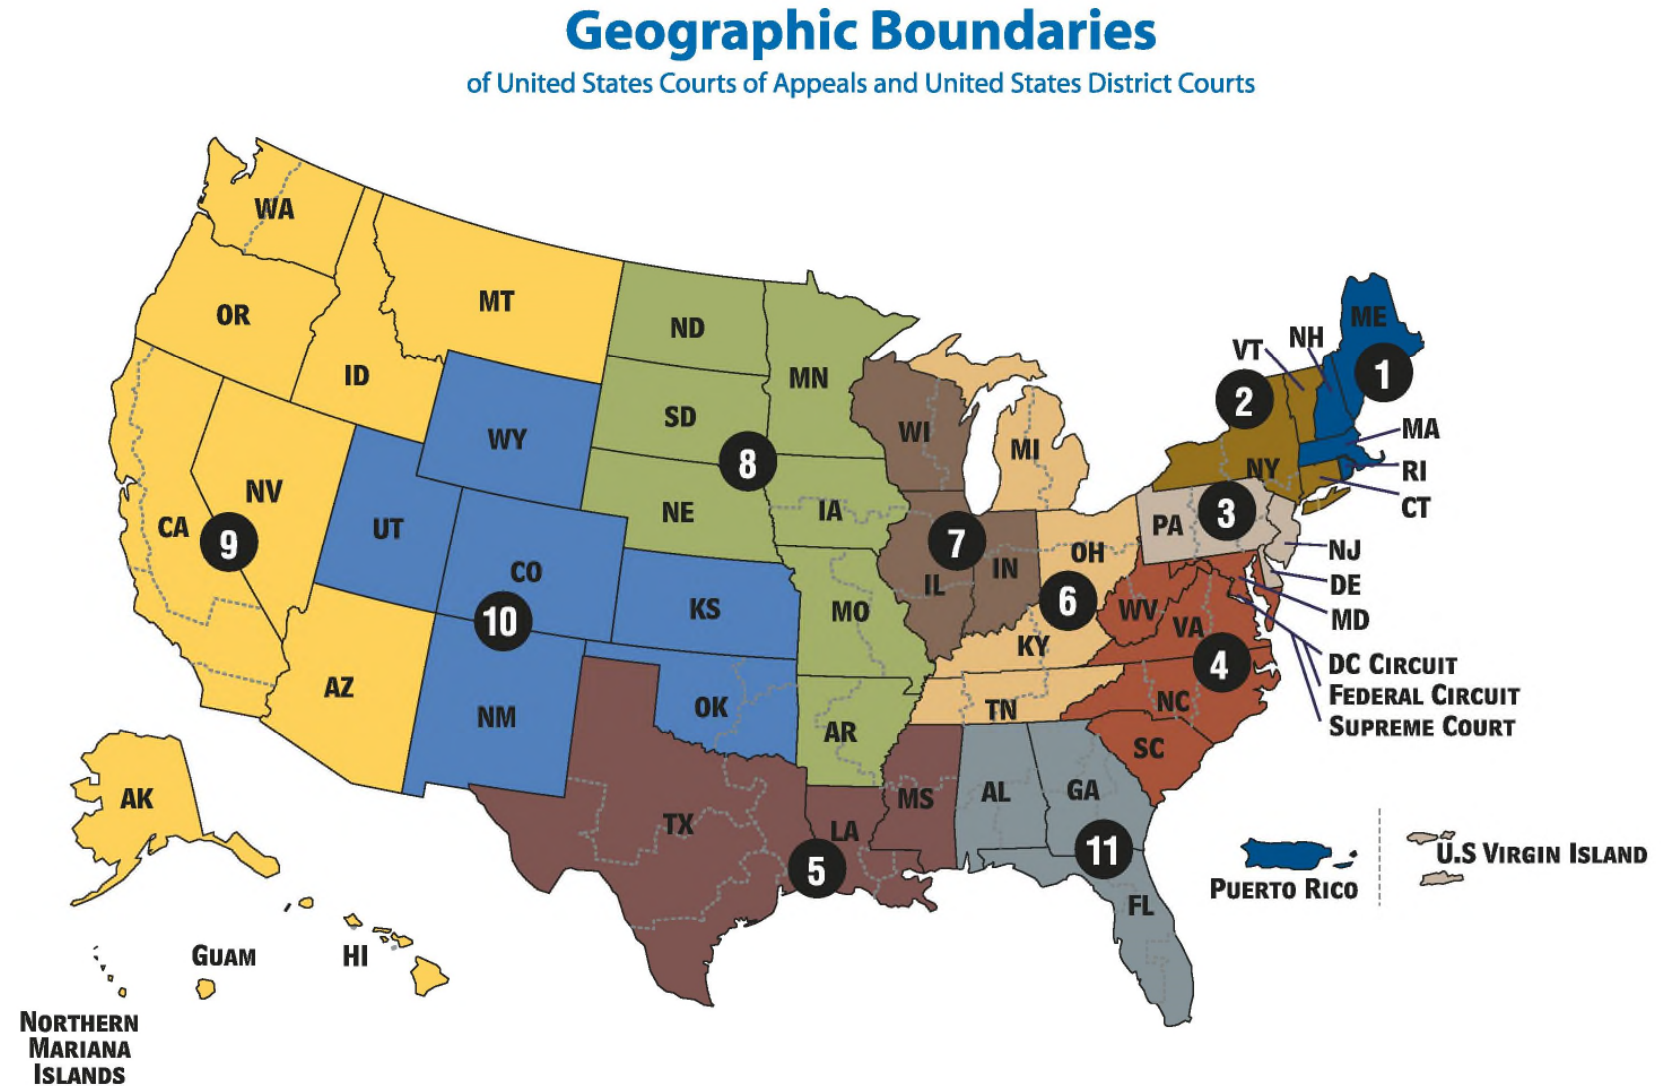 Geographic Boundaries
of United States Courts of Appeals and United States District Courts
WA
OR
MT
ID
ND
MN
SD
WY
NV
CA
9
UT
CO
10
NE
8
IA
KS
MO
WI
MI
7
IL
IN
OH
6
KY
VT
NH
ME
1
2
MA
NY
RI
CT
PA
3
NJ
DE
MD
WV
VA
4
DC CIRCUIT
FEDERAL CIRCUIT
SUPREME COURT
AZ
NM
OK
AR
TN
NC
SC
TX
LA
MS
AL
GA
5
11
FL
AK
GUAM
HI
NORTHERN
MARIANA
ISLANDS
PUERTO RICO
U.S VIRGIN ISLAND